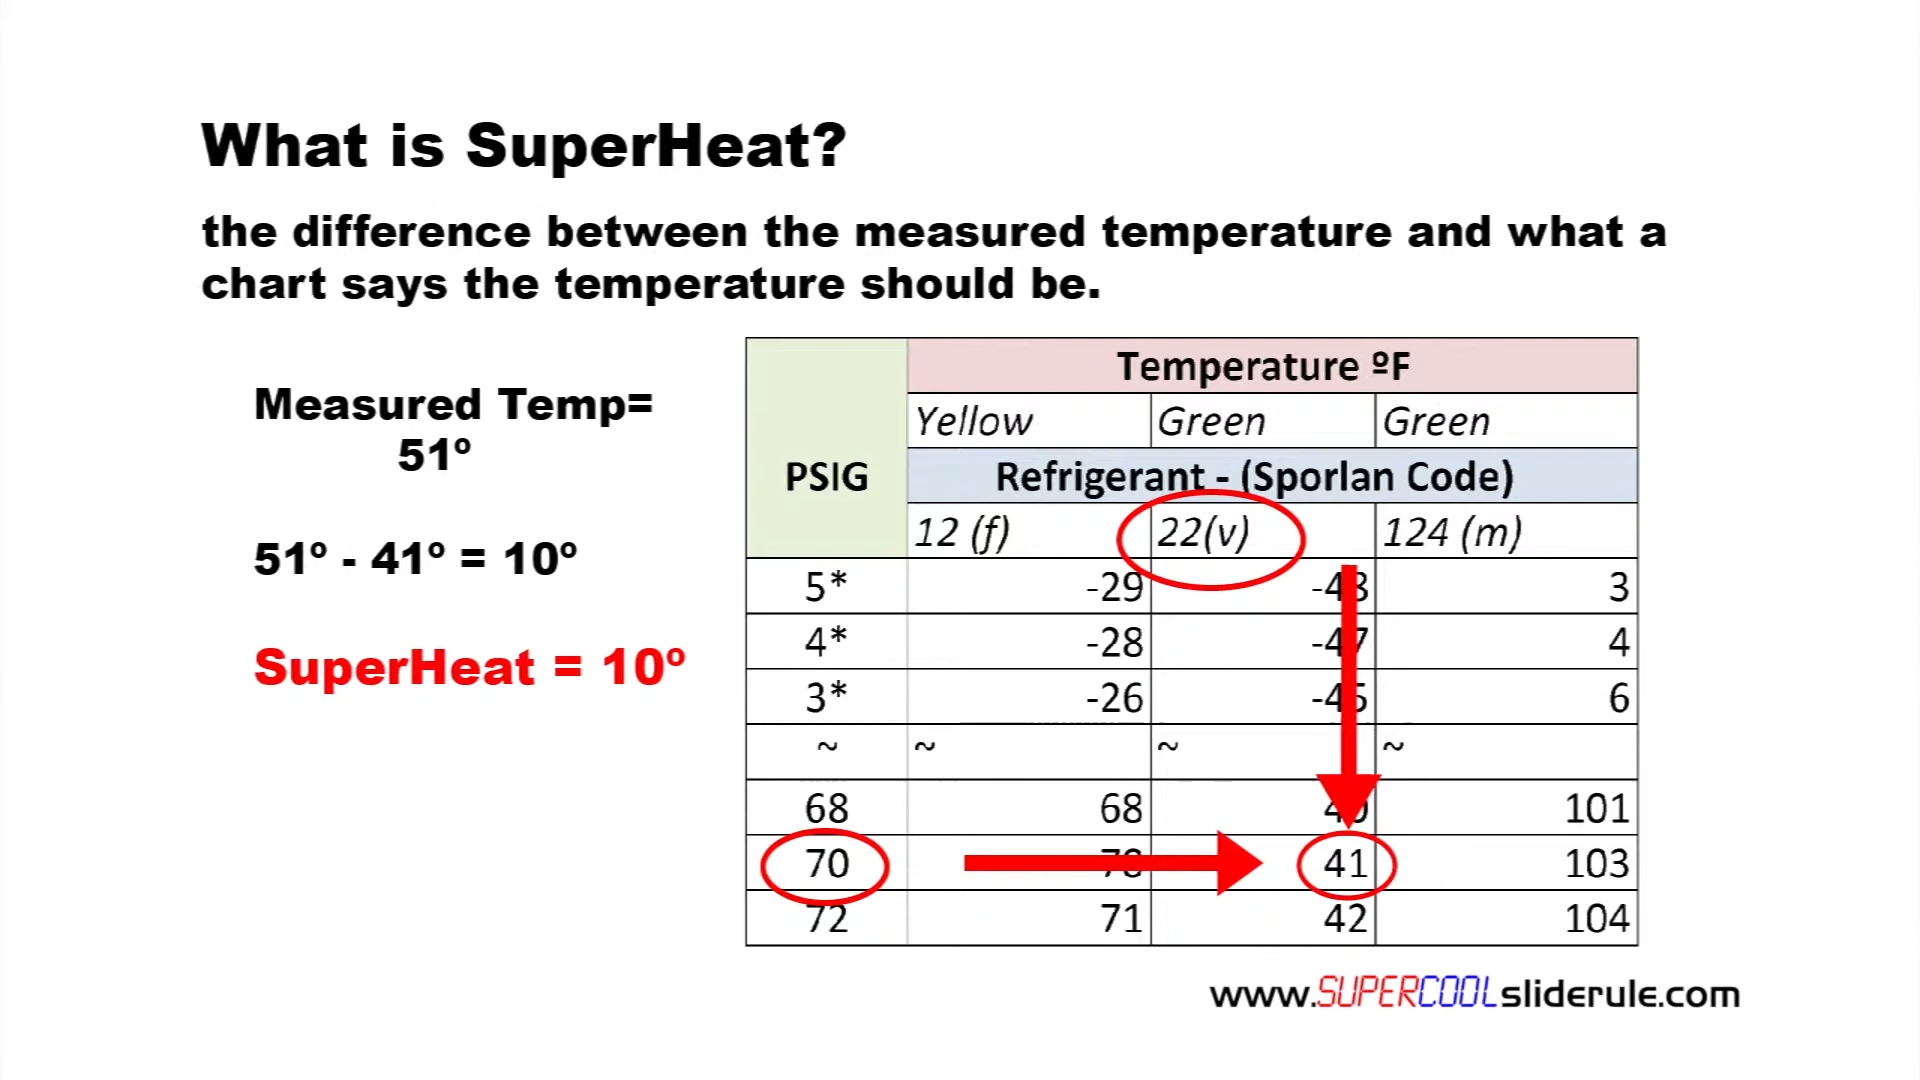 What is SuperHeat?
the difference between the measured temperature and what a
chart says the temperature should be.
Measured Temp=
51º
51º - 41º = 10º
SuperHeat = 10º
Temperature ºF
Yellow Green Green
PSIG Refrigerant - (Sporlan Code)
12 (f) 22(v) 124 (m)
5* -29 -48 3
4* -28 -47 4
3* -26 -45 6
~ ~ ~ ~
68 68 40 101
70 41 103
72 71 42 104
www.SUPERCOOLsliderule.com